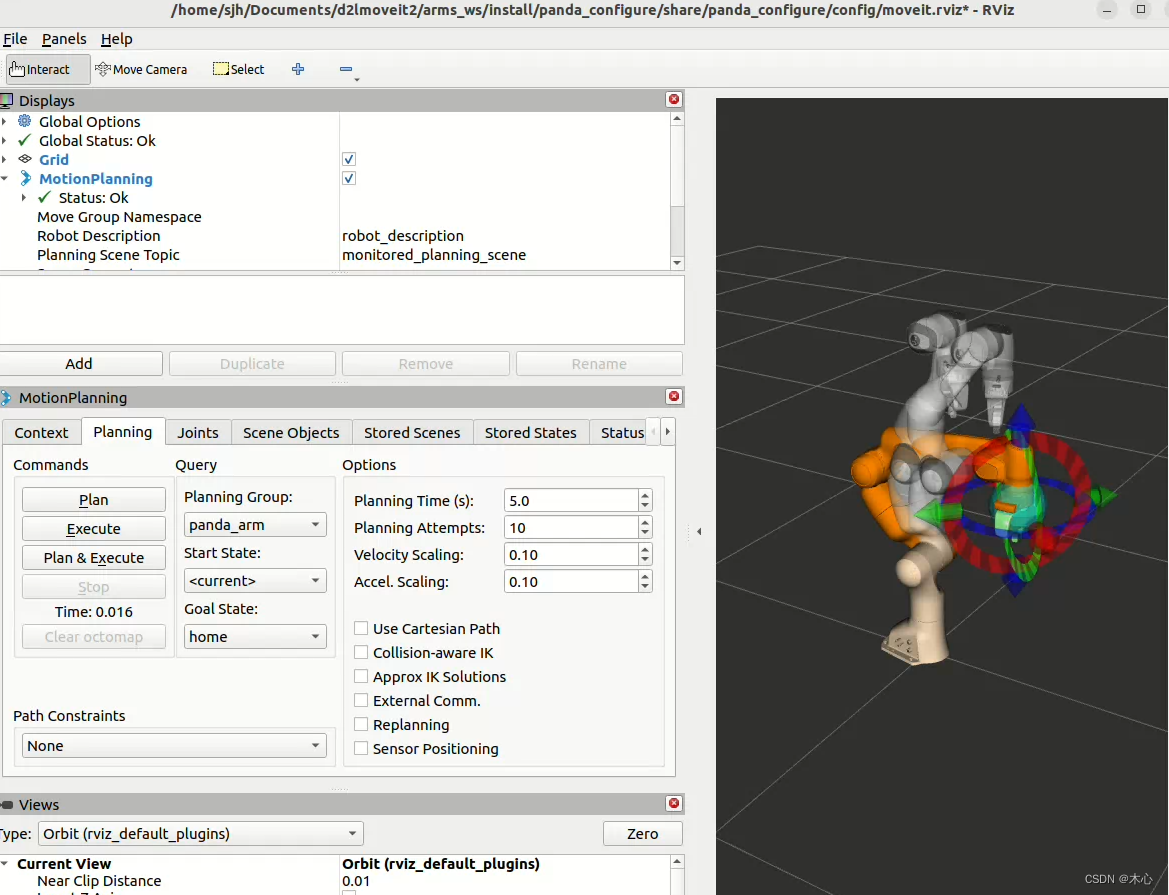 /home/sjh/Documents/d2lmoveit2/arms_ws/install/panda_configure/share/panda_configure/config/moveit.rviz* - RViz
File Panels Help
Interact Move Camera Select
Displays
Global Options
Global Status: Ok
Grid
MotionPlanning
Status: Ok
Move Group Namespace
Robot Description robot_description
Planning Scene Topic monitored_planning_scene
Add Duplicate Remove Rename
MotionPlanning
Context Planning Joints Scene Objects Stored Scenes Stored States Status
Commands Query Options
Plan
Execute
Plan & Execute
Stop
Time: 0.016
Clear octomap
Planning Group:
panda_arm
Start State:
<current>
Goal State:
home
Planning Time (s): 5.0
Planning Attempts: 10
Velocity Scaling: 0.10
Accel. Scaling: 0.10
Use Cartesian Path
Collision-aware IK
Approx IK Solutions
External Comm.
Replanning
Sensor Positioning
Path Constraints
None
Views
Type: Orbit (rviz_default_plugins) Zero
Current View Orbit (rviz_default_plugins)
Near Clip Distance 0.01
CSDN @木心